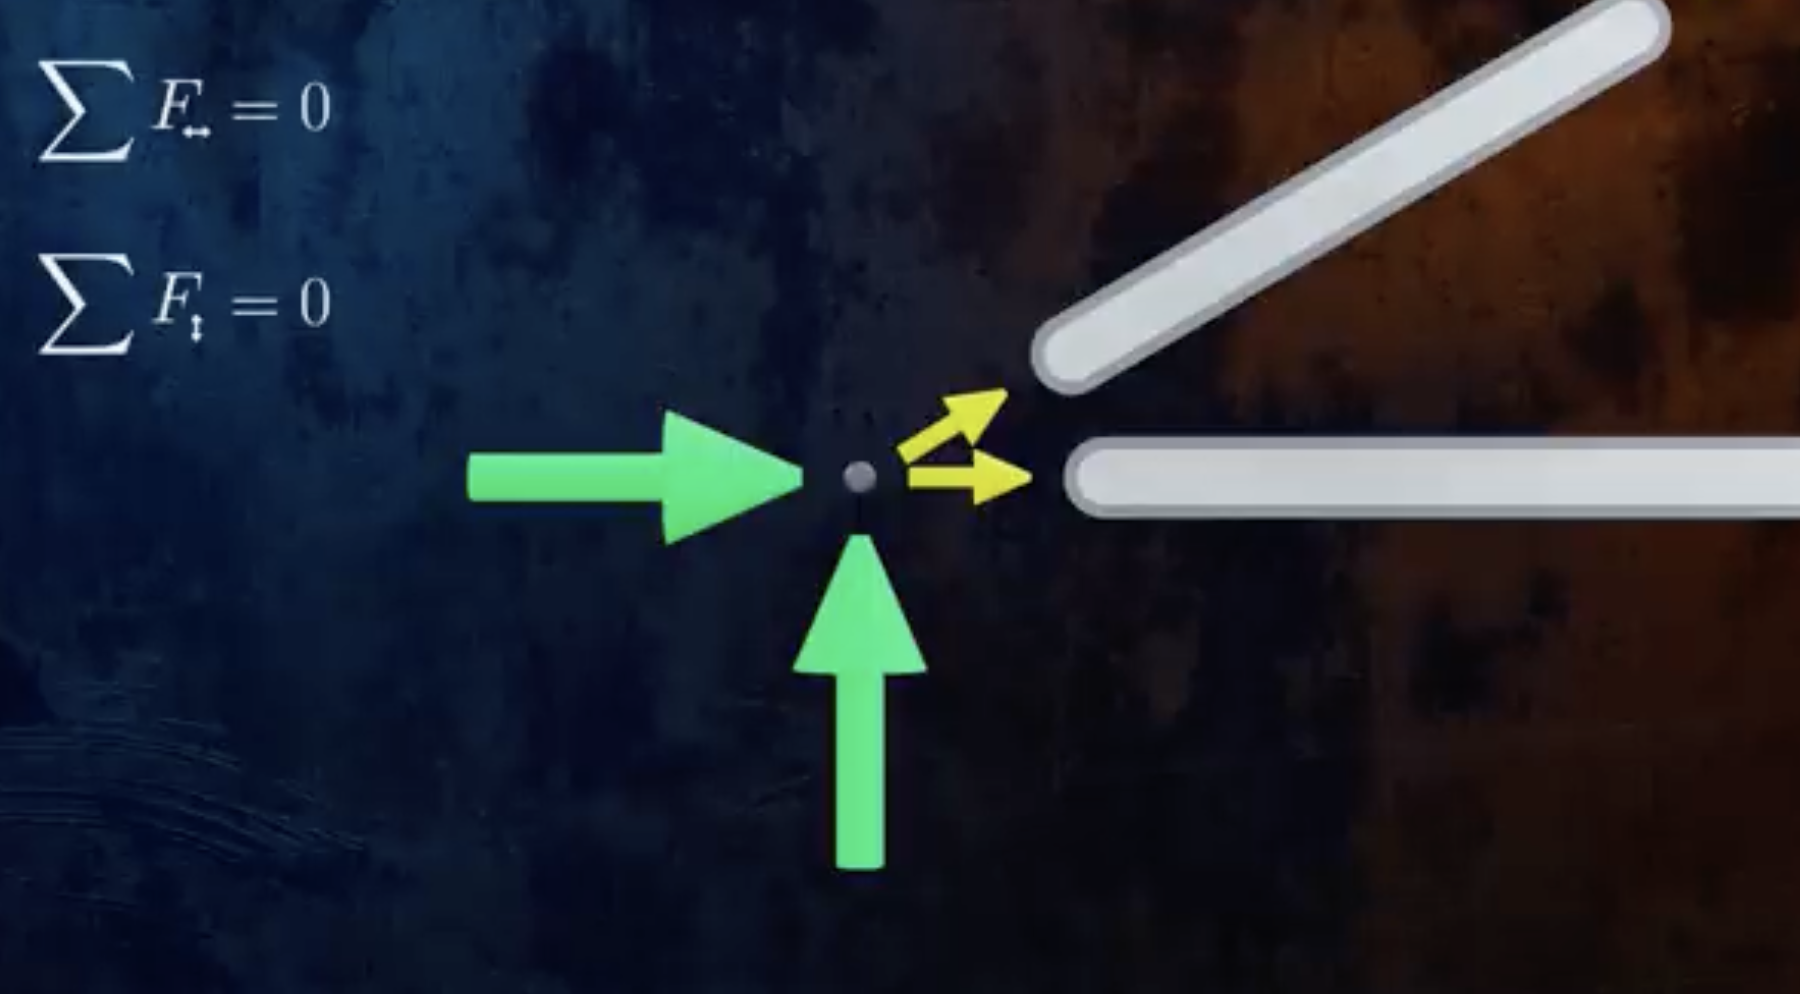 ∑ F↔ = 0
∑ F↕ = 0